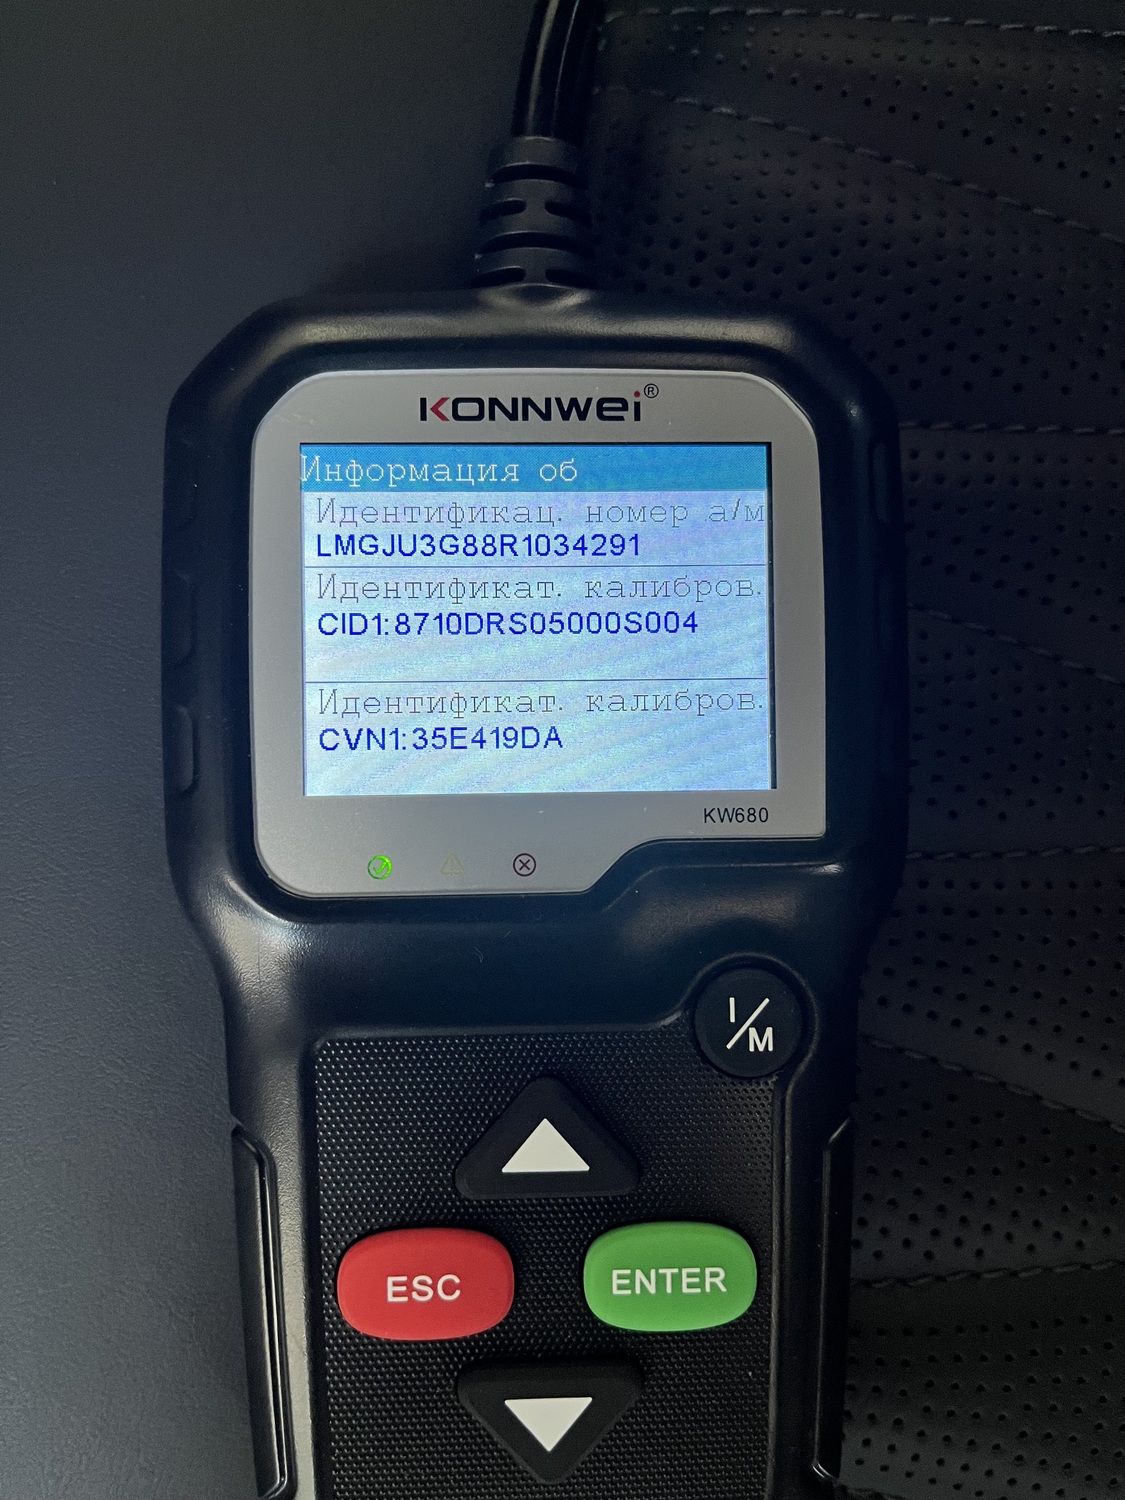 KONNWEI®
Информация об
Идентификац. номер а/м
LMGJU3G88R1034291
Идентификат. калибров.
CID1:8710DRS05000S004
Идентификат. калибров.
CVN1:35E419DA
KW680
I/M
ESC
ENTER